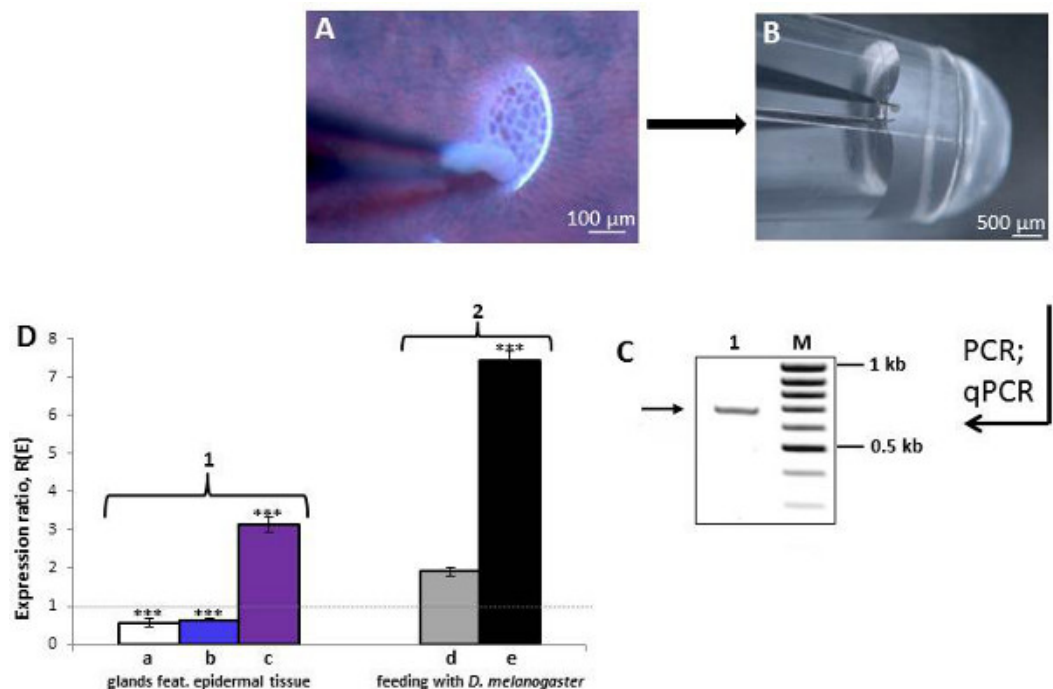 A
100 µm
B
500 µm
D
Expression ratio, R(E)
8
7
6
5
4
3
2
1
0
1
2
***
***
***
***
a
b
c
d
e
glands feat. epidermal tissue
feeding with D. melanogaster
C
1
M
1 kb
0.5 kb
PCR;
qPCR